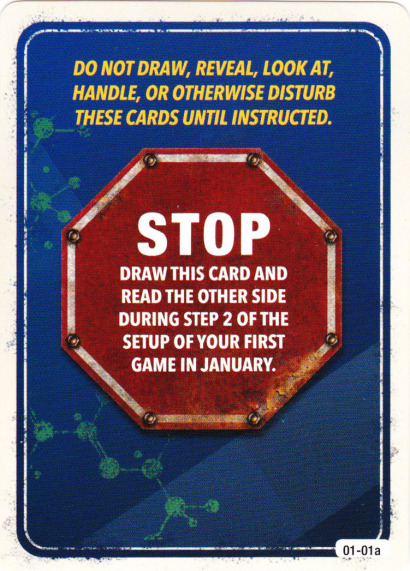 DO NOT DRAW, REVEAL, LOOK AT,
HANDLE, OR OTHERWISE DISTURB
THESE CARDS UNTIL INSTRUCTED.
STOP
DRAW THIS CARD AND
READ THE OTHER SIDE
DURING STEP 2 OF THE
SETUP OF YOUR FIRST
GAME IN JANUARY.
01-01a